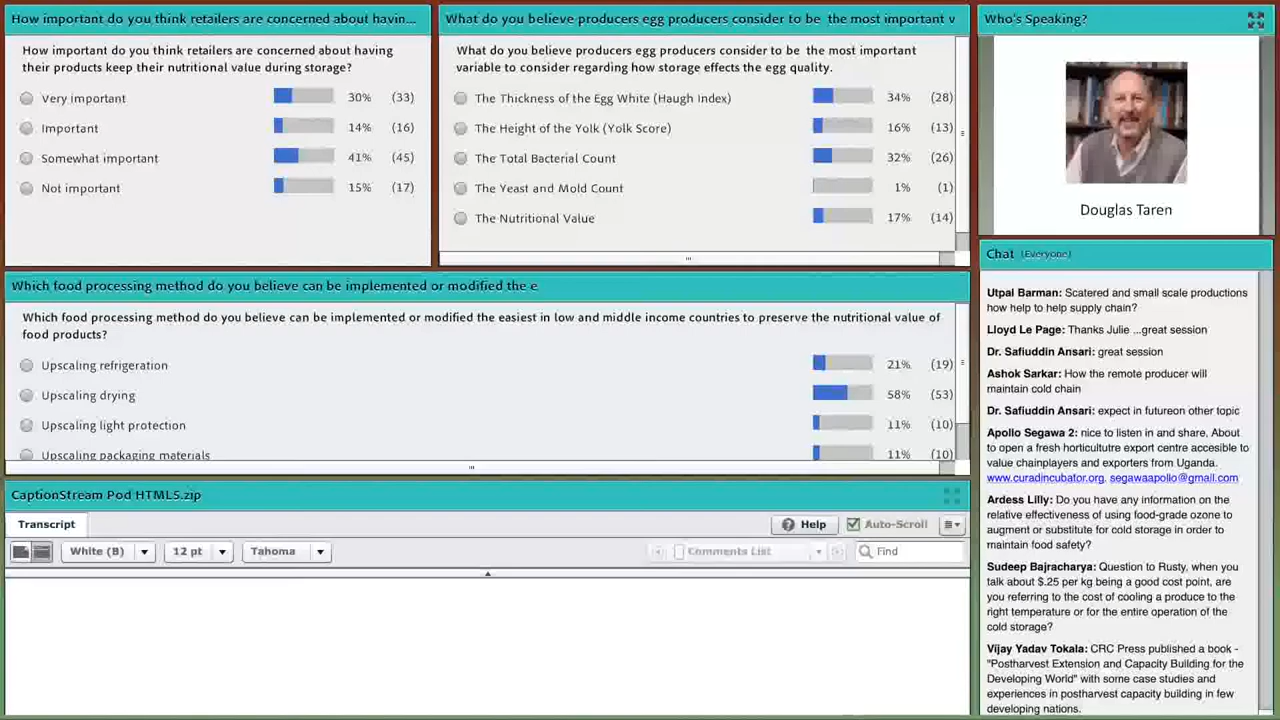 How important do you think retailers are concerned about havin...
How important do you think retailers are concerned about having
their products keep their nutritional value during storage?
Very important 30% (33)
Important 14% (16)
Somewhat important 41% (45)
Not important 15% (17)
What do you believe producers egg producers consider to be the most important v
What do you believe producers egg producers consider to be the most important
variable to consider regarding how storage effects the egg quality.
The Thickness of the Egg White (Haugh Index) 34% (28)
The Height of the Yolk (Yolk Score) 16% (13)
The Total Bacterial Count 32% (26)
The Yeast and Mold Count 1% (1)
The Nutritional Value 17% (14)
Which food processing method do you believe can be implemented or modified the e
Which food processing method do you believe can be implemented or modified the easiest in low and middle income countries to preserve the nutritional value of
food products?
Upscaling refrigeration 21% (19)
Upscaling drying 58% (53)
Upscaling light protection 11% (10)
Upscaling packaging materials 11% (10)
CaptionStream Pod HTML5.zip
Transcript Help Auto-Scroll
White (B) 12 pt Tahoma Comments List Find
Who's Speaking?
Douglas Taren
Chat (Everyone)
Utpal Barman: Scatered and small scale productions
how help to help supply chain?
Lloyd Le Page: Thanks Julie ...great session
Dr. Safiuddin Ansari: great session
Ashok Sarkar: How the remote producer will
maintain cold chain
Dr. Safiuddin Ansari: expect in futureon other topic
Apollo Segawa 2: nice to listen in and share. About
to open a fresh horticultutre export centre accesible to
value chainplayers and exporters from Uganda.
www.curadincubator.org. segawaapollo@gmail.com
Ardess Lilly: Do you have any information on the
relative effectiveness of using food-grade ozone to
augment or substitute for cold storage in order to
maintain food safety?
Sudeep Bajracharya: Question to Rusty, when you
talk about $.25 per kg being a good cost point, are
you referring to the cost of cooling a produce to the
right temperature or for the entire operation of the
cold storage?
Vijay Yadav Tokala: CRC Press published a book -
"Postharvest Extension and Capacity Building for the
Developing World" with some case studies and
experiences in postharvest capacity building in few
developing nations.